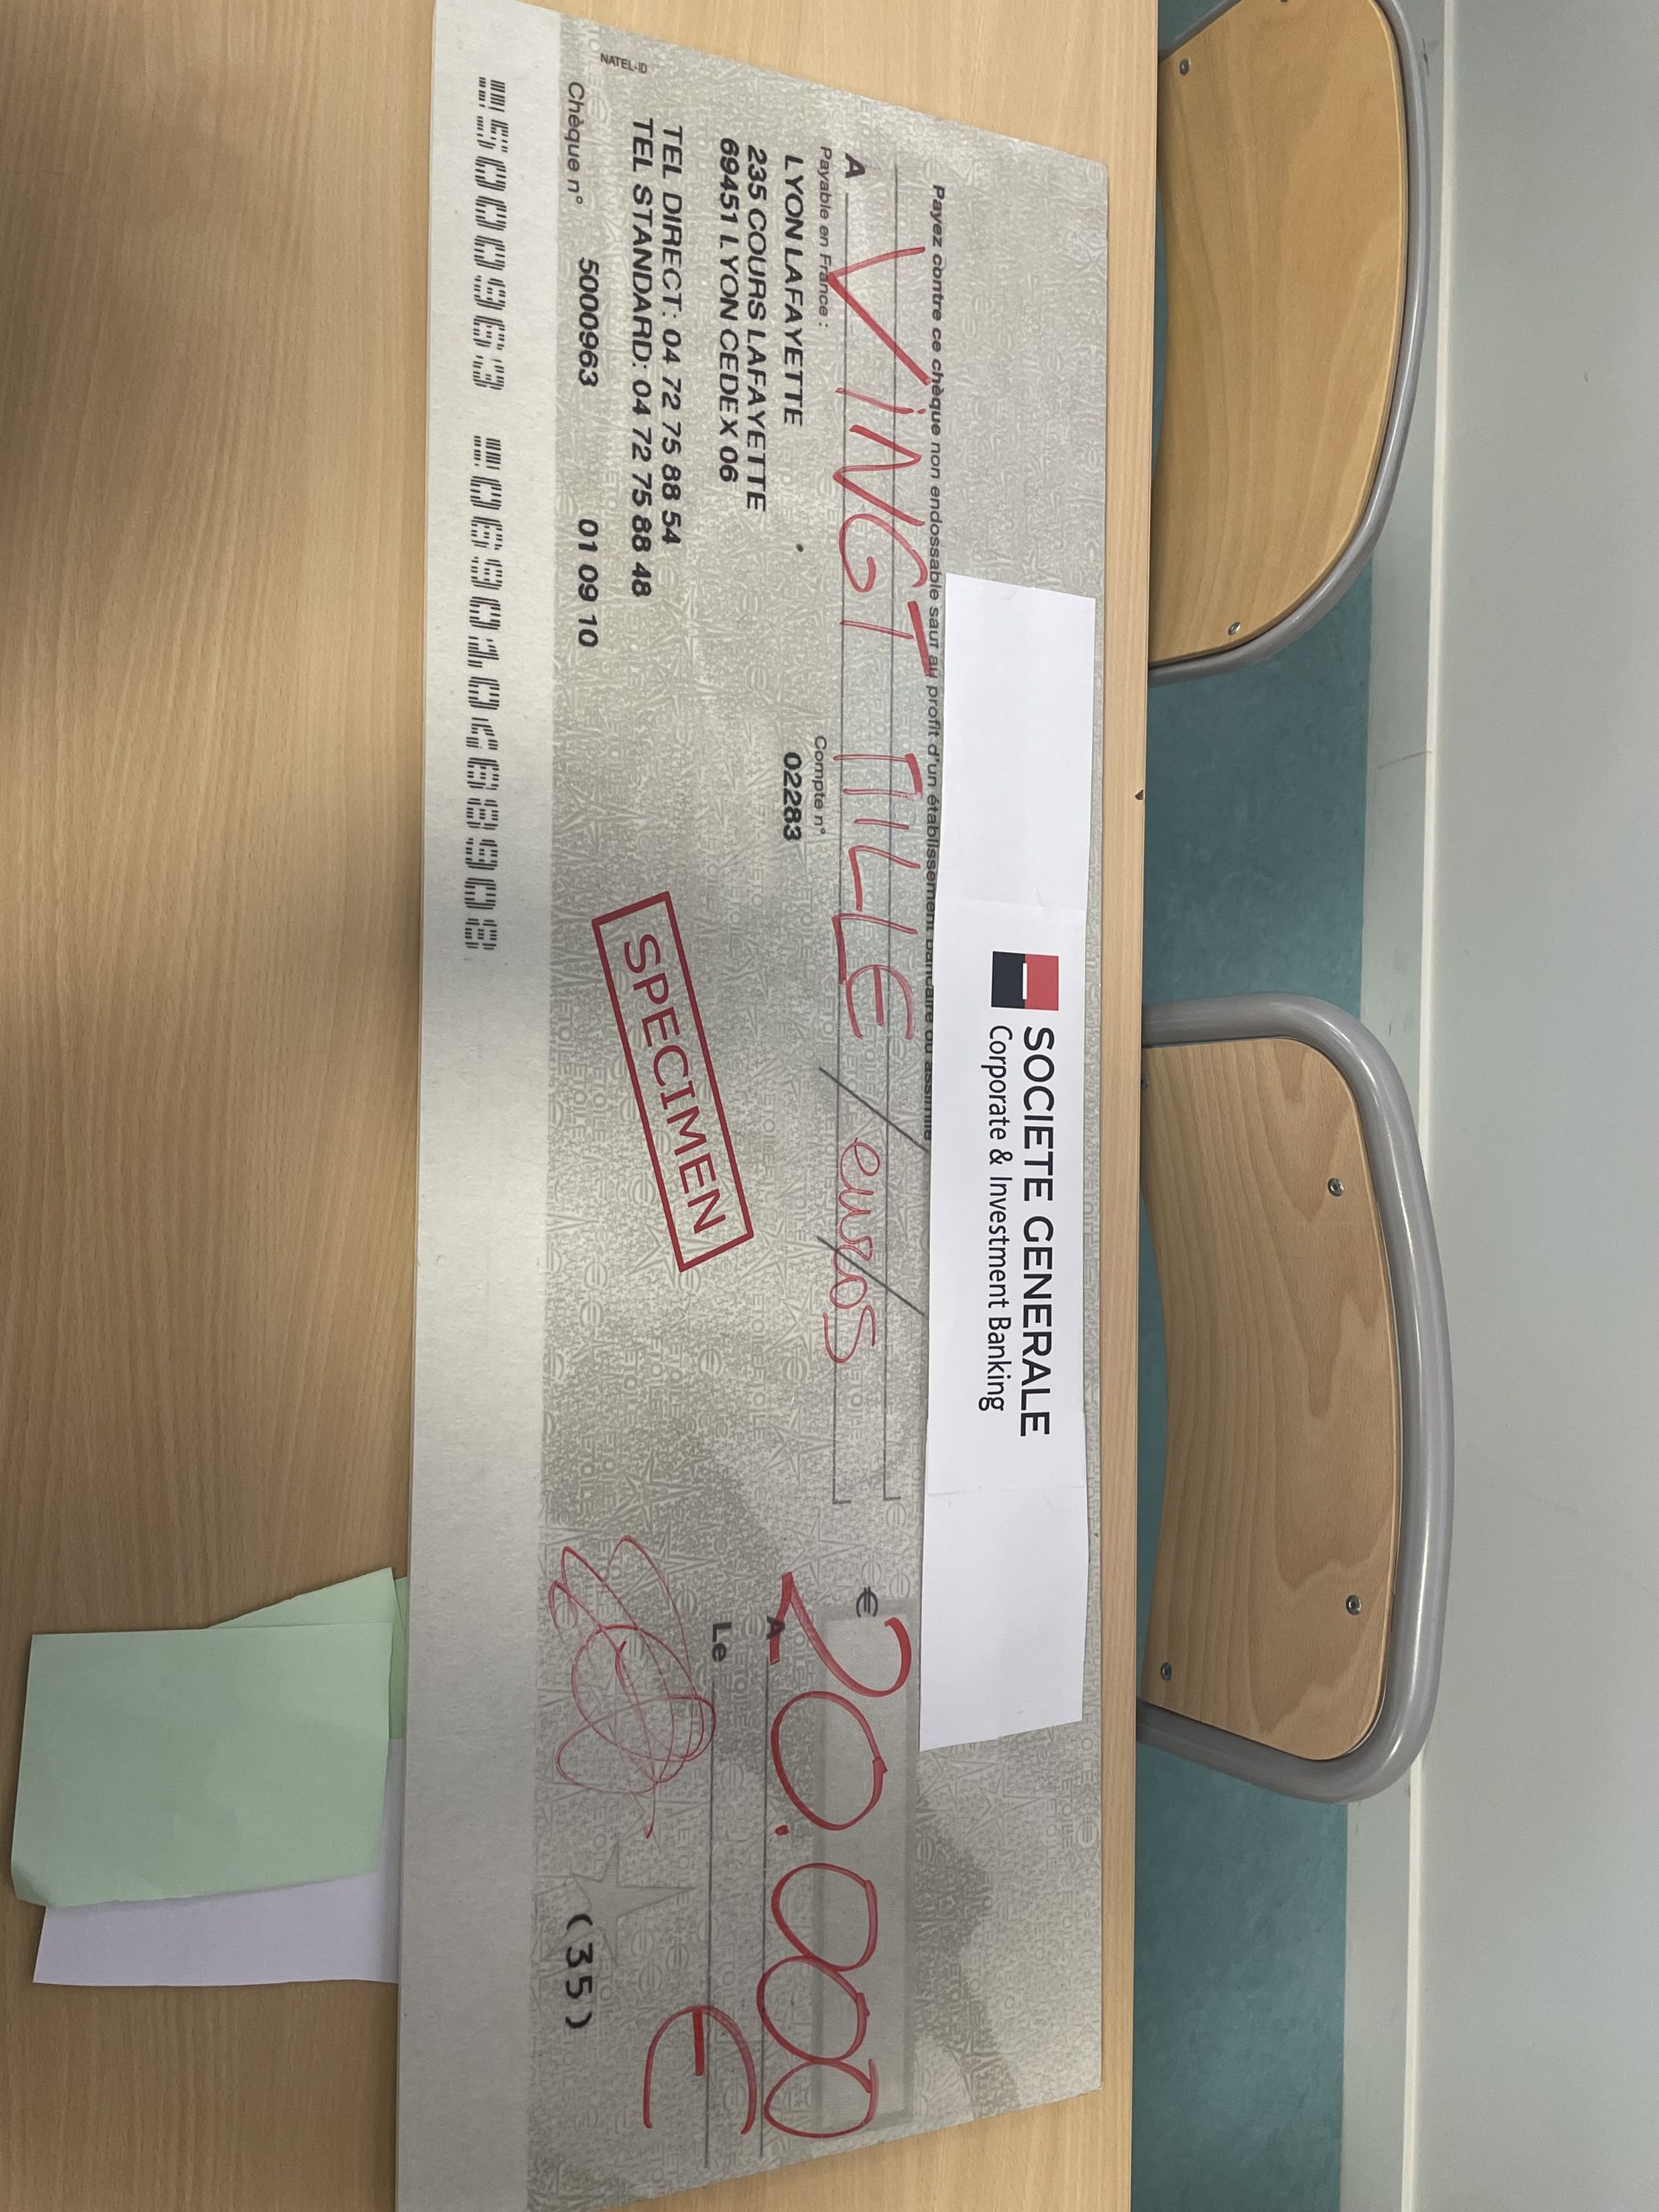 SOCIETE GENERALE
Corporate & Investment Banking
Payez contre ce chèque non endossable sauf au profit d'un établissement bancaire ou assimilé
VINGT MILLE / euros /
€ 20.000 €
A
Payable en France :
Compte n°
LYON LAFAYETTE
02283
235 COURS LAFAYETTE
69451 LYON CEDEX 06
A
Le
TEL DIRECT: 04 72 75 88 54
TEL STANDARD: 04 72 75 88 48
SPECIMEN
NATEL-ID
Chèque n° 5000963 01 09 10
(35)